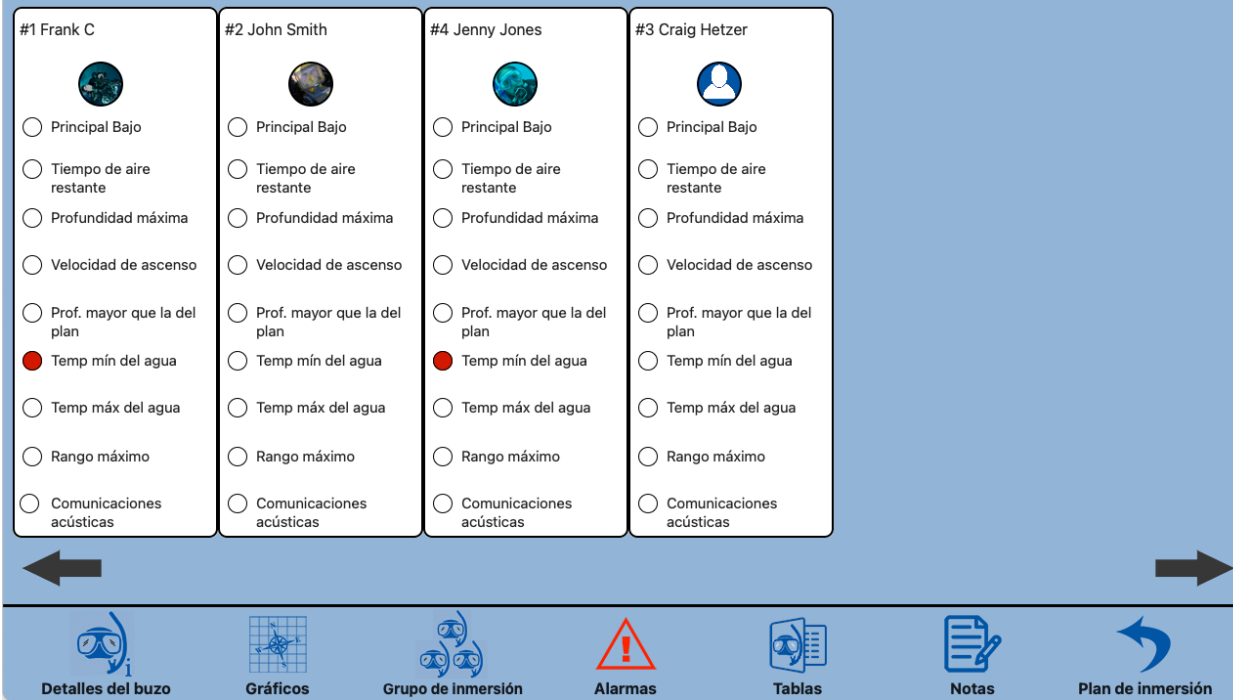 #1 Frank C
Principal Bajo
Tiempo de aire
restante
Profundidad máxima
Velocidad de ascenso
Prof. mayor que la del
plan
Temp mín del agua
Temp máx del agua
Rango máximo
Comunicaciones
acústicas
#2 John Smith
Principal Bajo
Tiempo de aire
restante
Profundidad máxima
Velocidad de ascenso
Prof. mayor que la del
plan
Temp mín del agua
Temp máx del agua
Rango máximo
Comunicaciones
acústicas
#4 Jenny Jones
Principal Bajo
Tiempo de aire
restante
Profundidad máxima
Velocidad de ascenso
Prof. mayor que la del
plan
Temp mín del agua
Temp máx del agua
Rango máximo
Comunicaciones
acústicas
#3 Craig Hetzer
Principal Bajo
Tiempo de aire
restante
Profundidad máxima
Velocidad de ascenso
Prof. mayor que la del
plan
Temp mín del agua
Temp máx del agua
Rango máximo
Comunicaciones
acústicas
Detalles del buzo
Gráficos
Grupo de inmersión
Alarmas
Tablas
Notas
Plan de inmersión